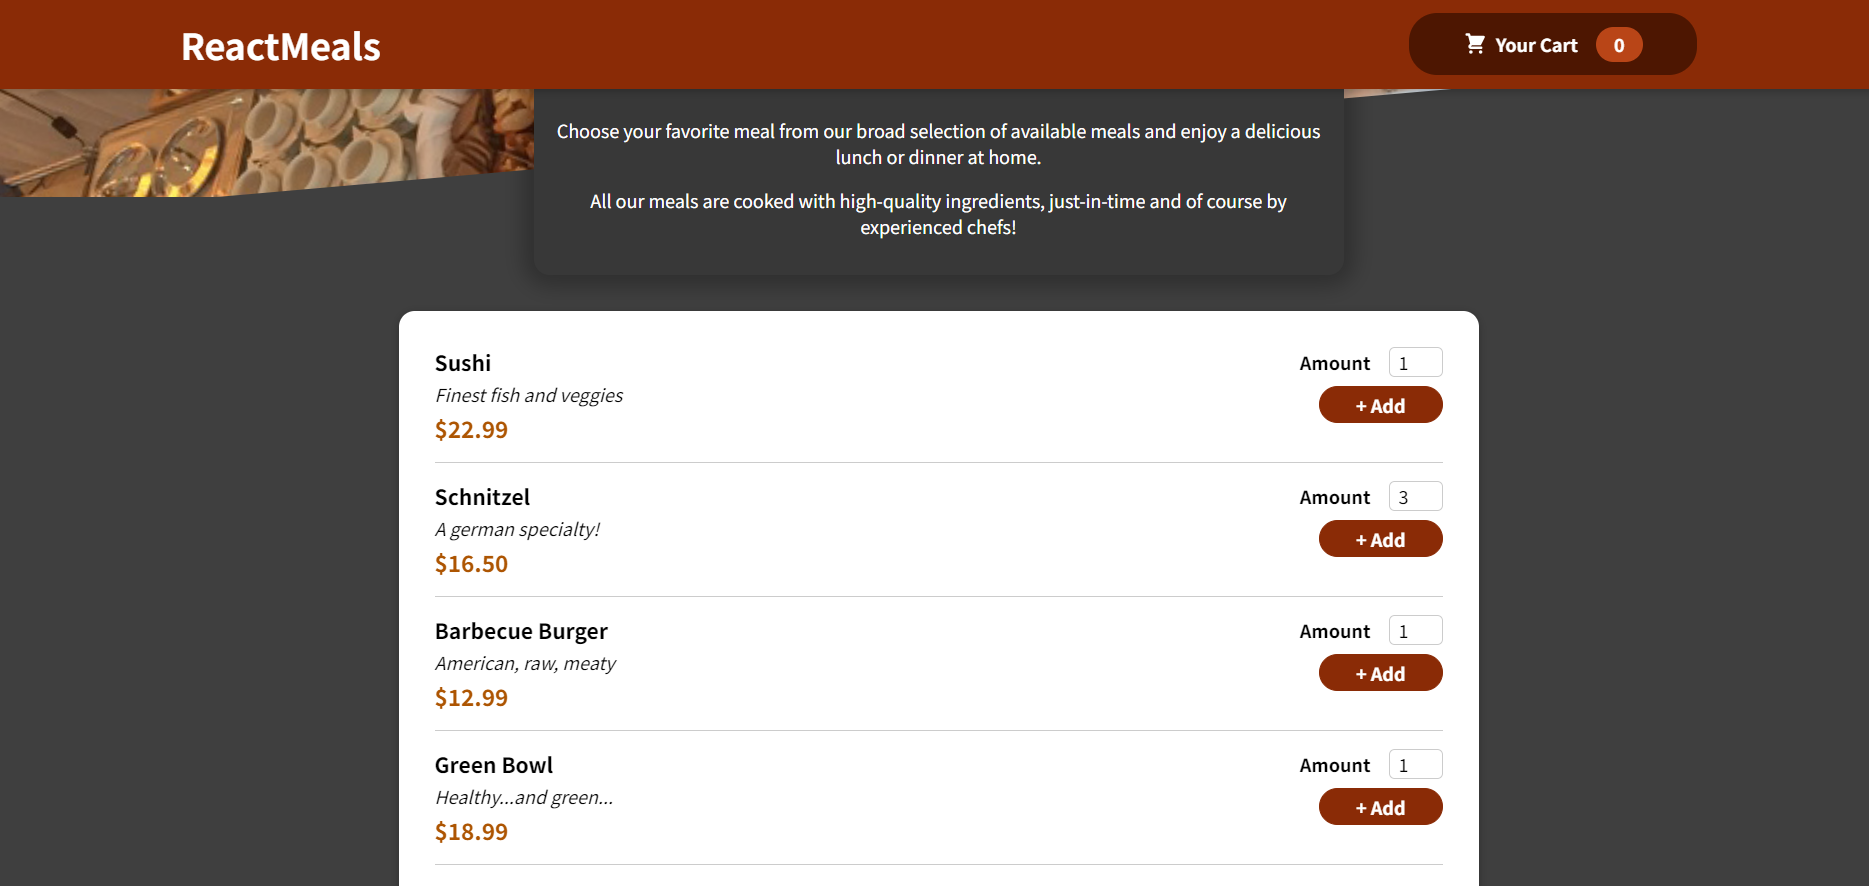 ReactMeals
Your Cart 0
Choose your favorite meal from our broad selection of available meals and enjoy a delicious
lunch or dinner at home.
All our meals are cooked with high-quality ingredients, just-in-time and of course by
experienced chefs!
Sushi
Finest fish and veggies
$22.99
Amount 1
+ Add
Schnitzel
A german specialty!
$16.50
Amount 3
+ Add
Barbecue Burger
American, raw, meaty
$12.99
Amount 1
+ Add
Green Bowl
Healthy...and green...
$18.99
Amount 1
+ Add